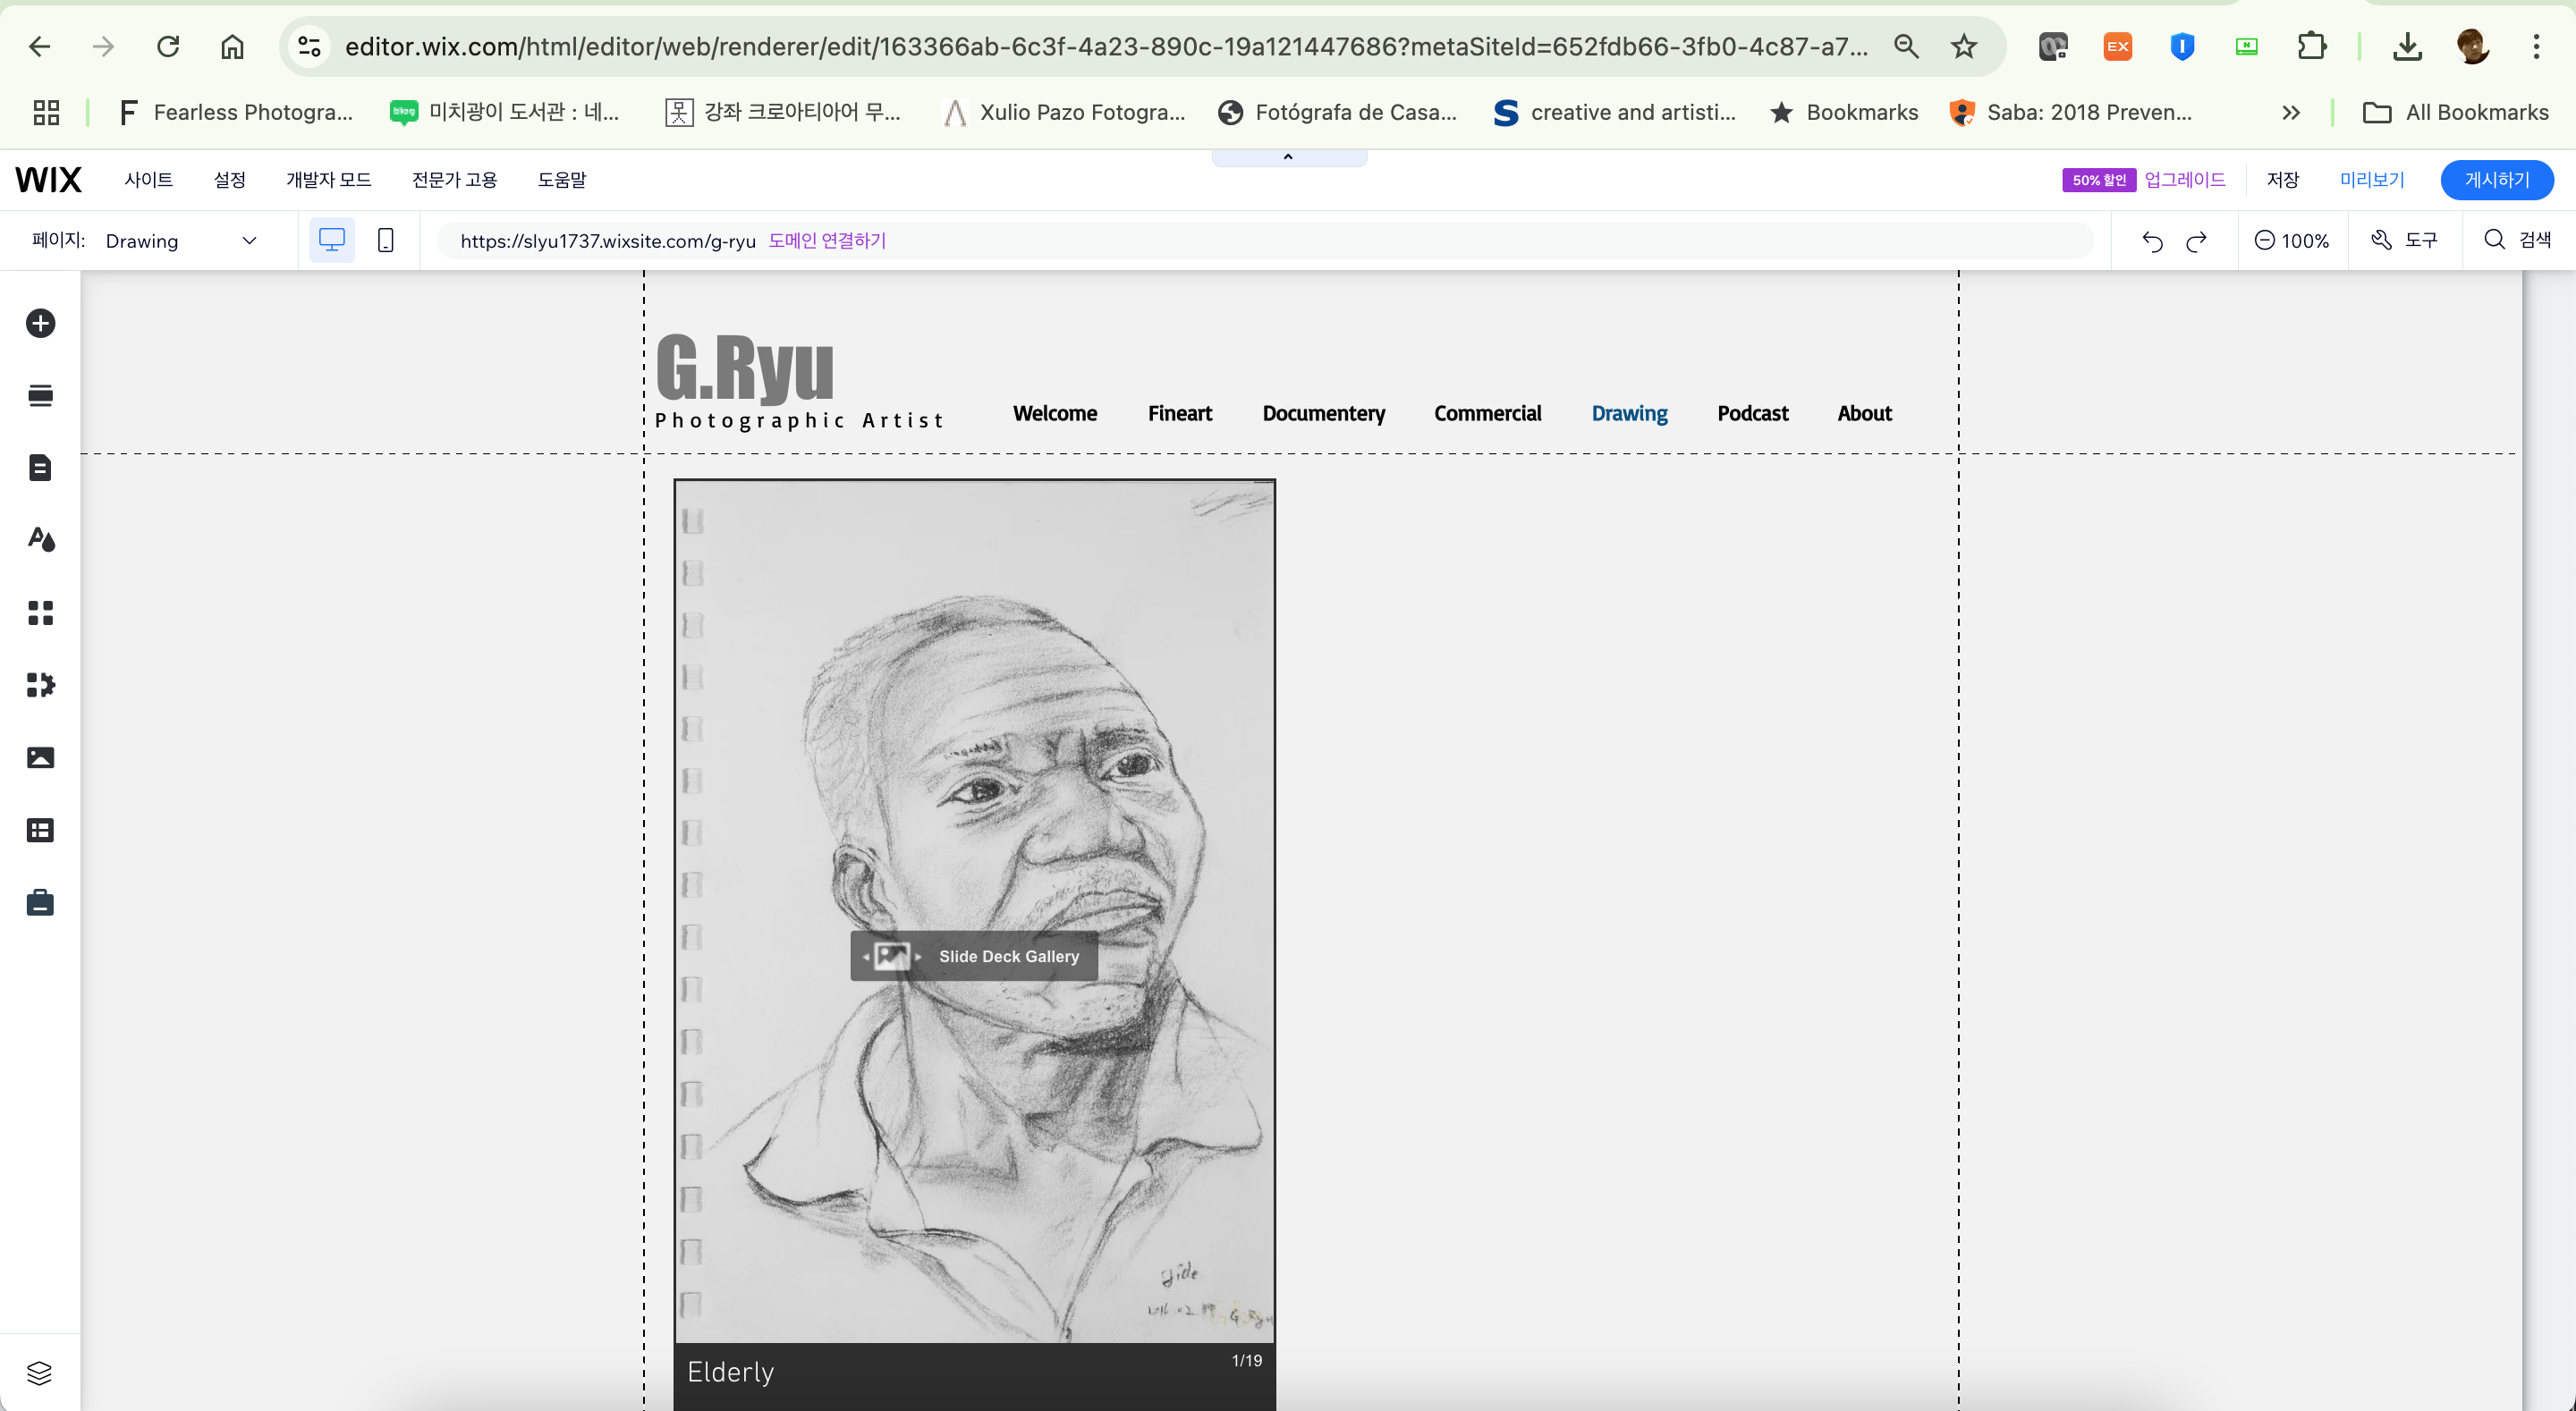 editor.wix.com/html/editor/web/renderer/edit/163366ab-6c3f-4a23-890c-19a121447686?metaSiteId=652fdb66-3fb0-4c87-a7...
EX
Fearless Photogra...
blog
미치광이 도서관 : 네...
강좌 크로아티아어 무...
Xulio Pazo Fotogra...
Fotógrafa de Casa...
creative and artisti...
Bookmarks
Saba: 2018 Preven...
All Bookmarks
WIX
사이트
설정
개발자 모드
전문가 고용
도움말
50% 할인
업그레이드
저장
미리보기
게시하기
페이지:
Drawing
https://slyu1737.wixsite.com/g-ryu
도메인 연결하기
100%
도구
검색
G.Ryu
Photographic Artist
Welcome
Fineart
Documentery
Commercial
Drawing
Podcast
About
Slide Deck Gallery
Elderly
1/19